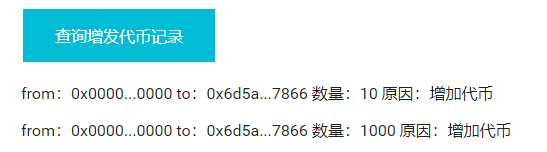 查询增发代币记录
from：0x0000...0000 to：0x6d5a...7866 数量：10 原因：增加代币
from：0x0000...0000 to：0x6d5a...7866 数量：1000 原因：增加代币